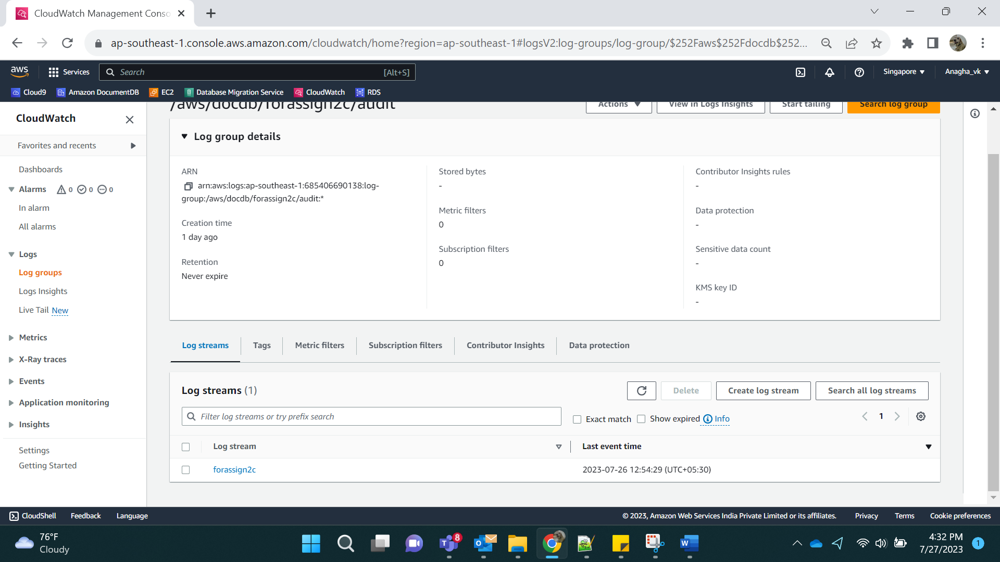 CloudWatch Management Conso
ap-southeast-1.console.aws.amazon.com/cloudwatch/home?region=ap-southeast-1#logsV2:log-groups/log-group/$252Faws$252Fdocdb$252...
aws
Services
Search
[Alt+S]
Singapore
Anagha_vk
Cloud9
Amazon DocumentDB
EC2
Database Migration Service
CloudWatch
RDS
CloudWatch
Favorites and recents
Dashboards
Alarms 0 0 0
In alarm
All alarms
Logs
Log groups
Logs Insights
Live Tail New
Metrics
X-Ray traces
Events
Application monitoring
Insights
Settings
Getting Started
/aws/docdb/forassign2c/audit
Actions
View in Logs Insights
Start tailing
Search log group
Log group details
ARN
arn:aws:logs:ap-southeast-1:685406690138:log-
group:/aws/docdb/forassign2c/audit:*
Creation time
1 day ago
Retention
Never expire
Stored bytes
-
Metric filters
0
Subscription filters
0
Contributor Insights rules
-
Data protection
-
Sensitive data count
-
KMS key ID
-
Log streams
Tags
Metric filters
Subscription filters
Contributor Insights
Data protection
Log streams (1)
Delete
Create log stream
Search all log streams
Filter log streams or try prefix search
Exact match
Show expired
Info
1
Log stream
Last event time
forassign2c
2023-07-26 12:54:29 (UTC+05:30)
CloudShell
Feedback
Language
© 2023, Amazon Web Services India Private Limited or its affiliates.
Privacy
Terms
Cookie preferences
76°F
Cloudy
8
4:32 PM
7/27/2023
1